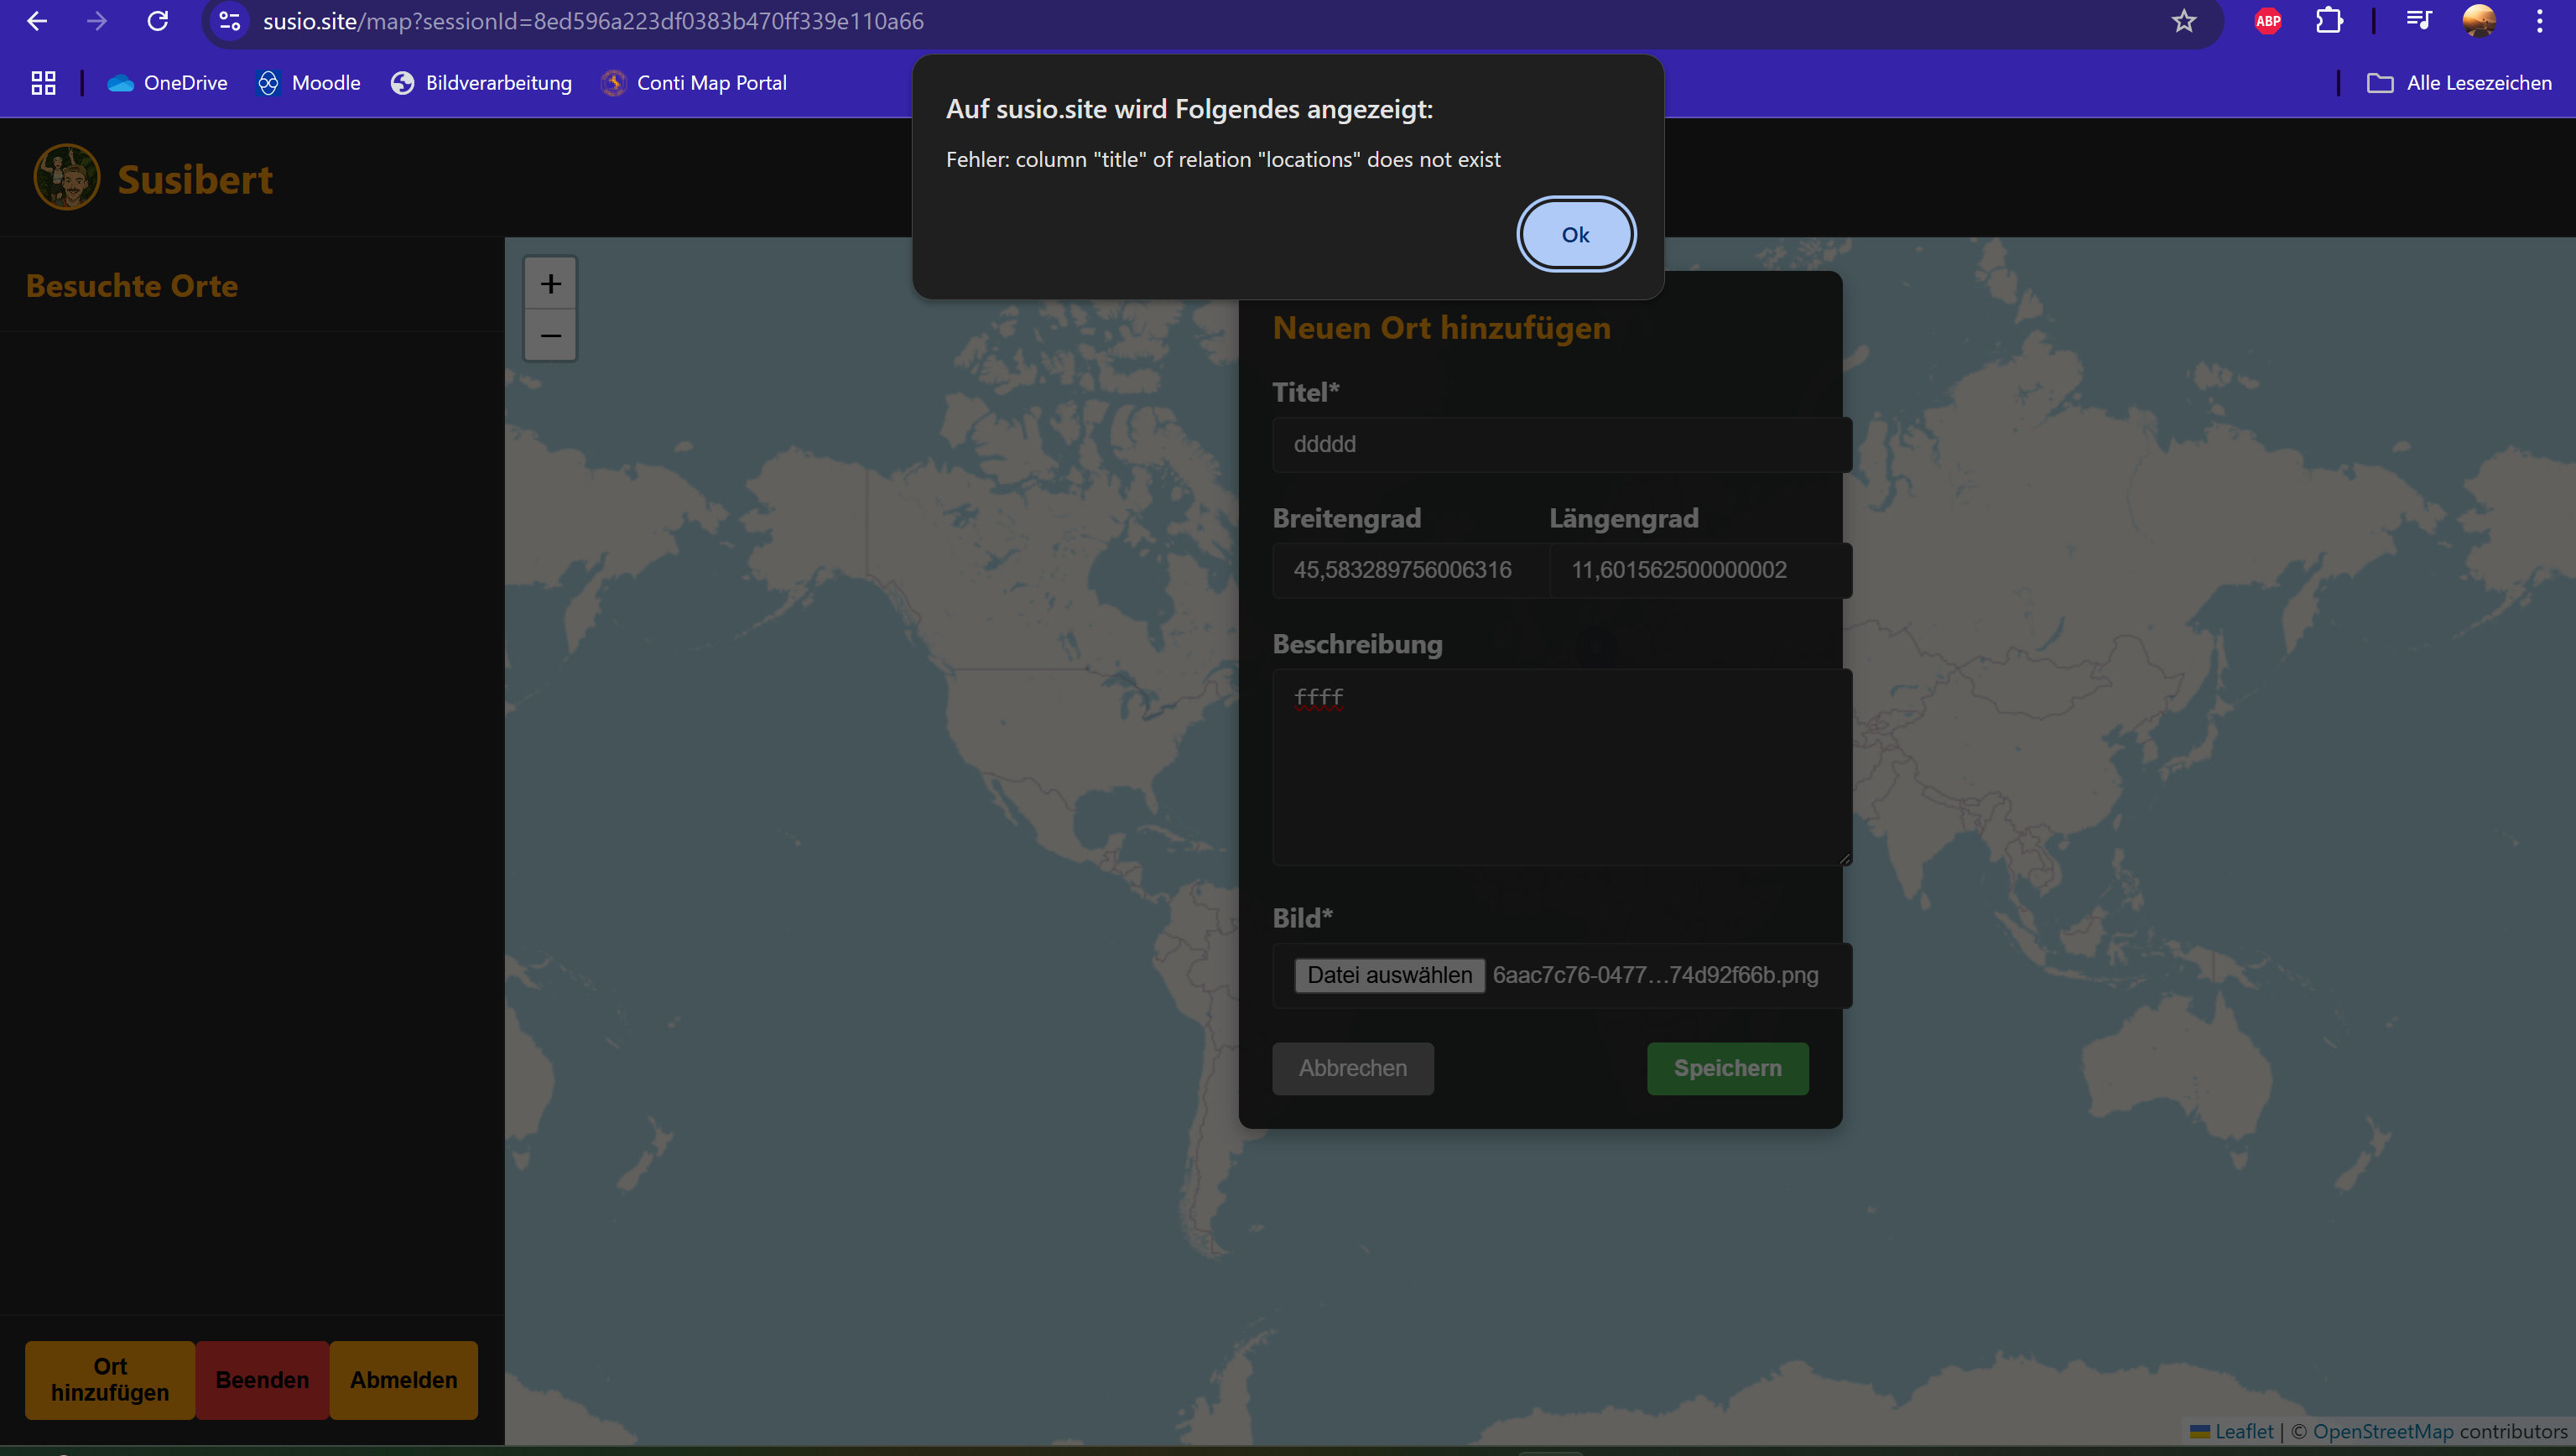 susio.site/map?sessionId=8ed596a223df0383b470ff339e110a66
ABP
OneDrive
Moodle
Bildverarbeitung
Conti Map Portal
Alle Lesezeichen
Auf susio.site wird Folgendes angezeigt:
Fehler: column "title" of relation "locations" does not exist
Ok
Susibert
Besuchte Orte
+
−
Neuen Ort hinzufügen
Titel*
ddddd
Breitengrad
Längengrad
45,583289756006316
11,601562500000002
Beschreibung
ffff
Bild*
Datei auswählen
6aac7c76-0477...74d92f66b.png
Abbrechen
Speichern
Ort
hinzufügen
Beenden
Abmelden
Leaflet | © OpenStreetMap contributors